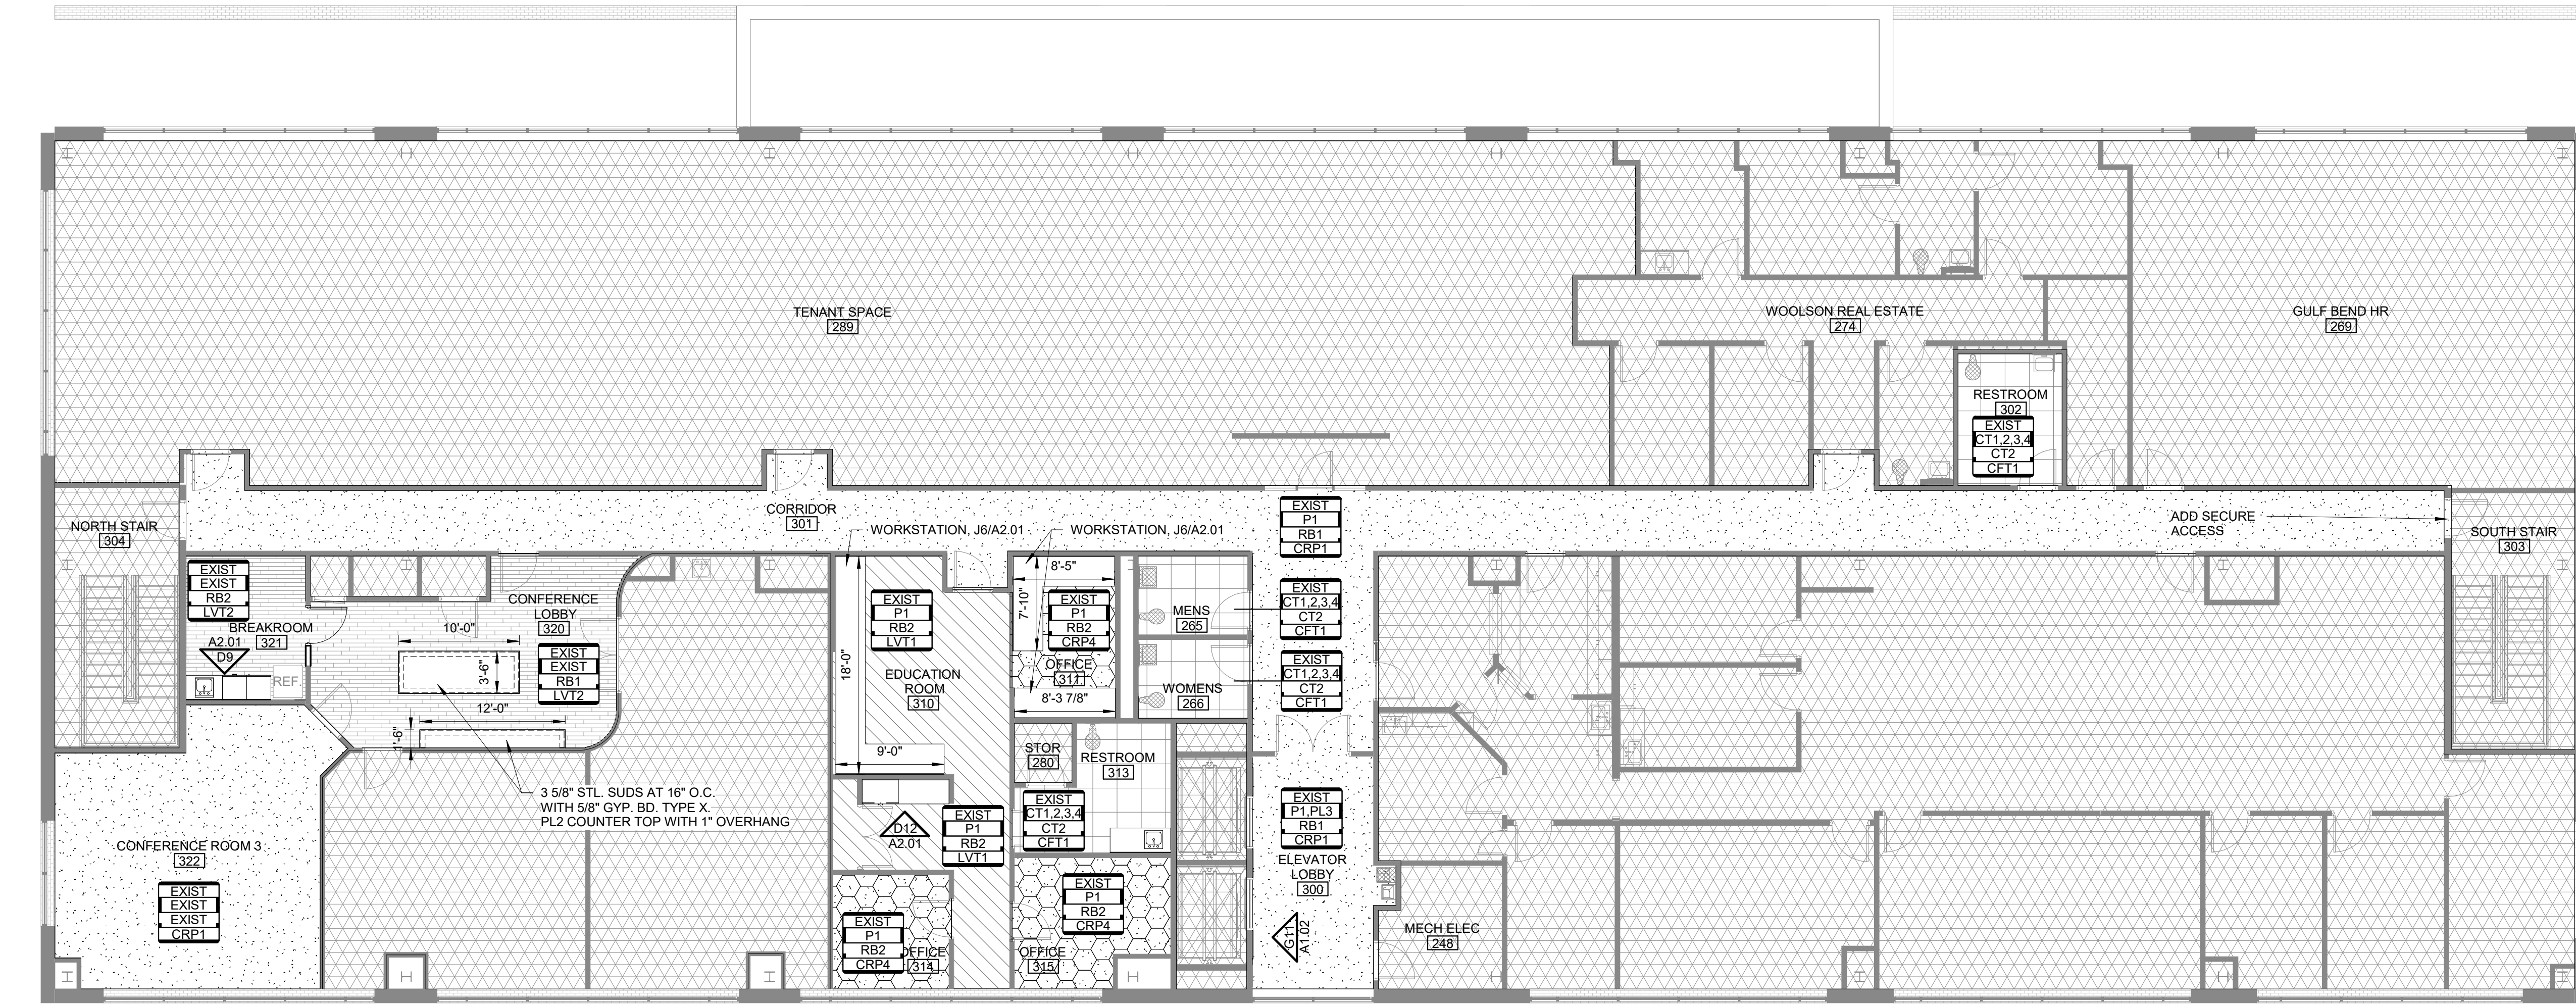 TENANT SPACE
289
WOOLSON REAL ESTATE
274
GULF BEND HR
269
RESTROOM
302
EXIST
CT1,2,3,4
CT2
CFT1
NORTH STAIR
304
CORRIDOR
301
WORKSTATION, J6/A2.01
WORKSTATION, J6/A2.01
EXIST
P1
RB1
CRP1
ADD SECURE
ACCESS
SOUTH STAIR
303
EXIST
EXIST
RB2
LVT2
BREAKROOM
321
A2.01
D9
REF.
CONFERENCE
LOBBY
320
10'-0"
3'-6"
12'-0"
1'-6"
EXIST
EXIST
RB1
LVT2
3 5/8" STL. SUDS AT 16" O.C.
WITH 5/8" GYP. BD. TYPE X.
PL2 COUNTER TOP WITH 1" OVERHANG
18'-0"
EXIST
P1
RB2
LVT1
EDUCATION
ROOM
310
9'-0"
8'-5"
7'-10"
EXIST
P1
RB2
CRP4
OFFICE
311
8'-3 7/8"
MENS
265
EXIST
CT1,2,3,4
CT2
CFT1
WOMENS
266
EXIST
CT1,2,3,4
CT2
CFT1
STOR
280
RESTROOM
313
EXIST
CT1,2,3,4
CT2
CFT1
D12
A2.01
EXIST
P1
RB2
LVT1
EXIST
P1,PL3
RB1
CRP1
ELEVATOR
LOBBY
300
G11
A1.02
CONFERENCE ROOM 3
322
EXIST
EXIST
EXIST
CRP1
EXIST
P1
RB2
CRP4
OFFICE
314
EXIST
P1
RB2
CRP4
OFFICE
315
MECH ELEC
248